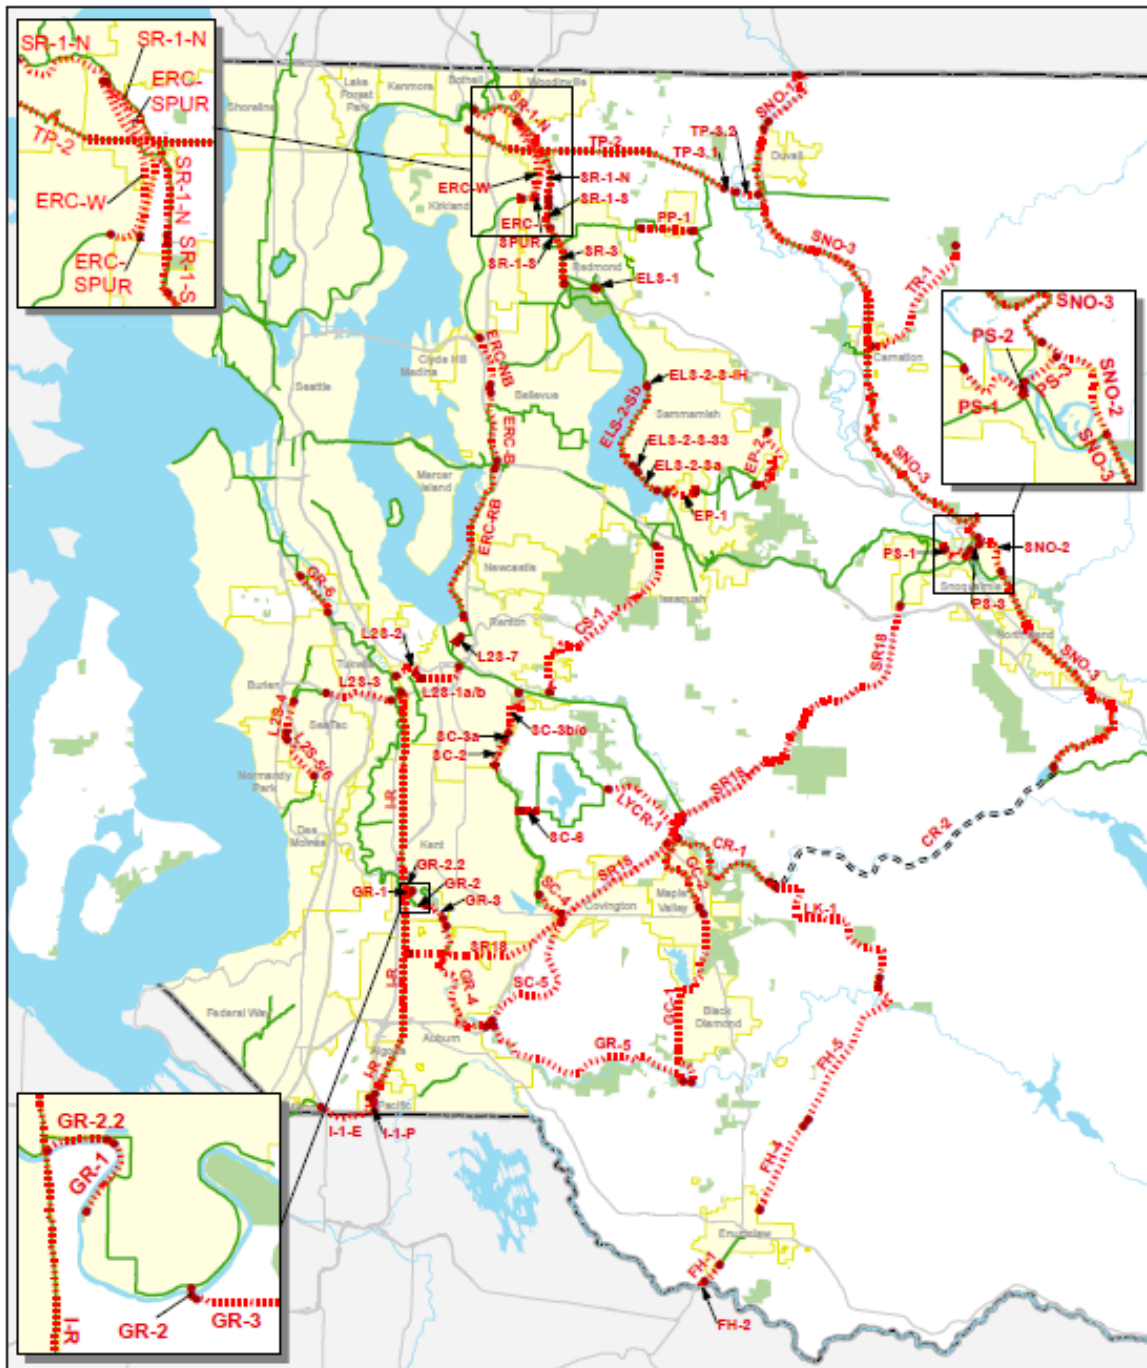 SR-1-N
SR-1-N
ERC-
SPUR
TP-2
ERC-W
SR-1-N
ERC-
SPUR
SR-1-S
Shoreline
Lake
Forest
Park
Kenmore
Bothell
Woodinville
SR-1-N
TP-2
TP-3.2
TP-3.1
SNO-1
Duvall
ERC-W
SR-1-N
Kirkland
SR-1-S
ERC-
SPUR
PP-1
SR-1-S
SR-3
Redmond
ELS-1
SNO-3
TR-1
Carnation
SNO-3
PS-2
PS-3
PS-1
SNO-2
SNO-3
Seattle
Clyde Hill
Medina
ERC-NB
Bellevue
ERC-B
ELS-2-S-IH
ELS-2-Sb
Sammamish
ELS-2-S-33
ELS-2-Sa
EP-2
EP-1
SNO-3
Mercer
Island
ERC-RB
Newcastle
Issaquah
PS-1
SNO-2
Snoqualmie
PS-3
North Bend
SNO-3
GR-6
CS-1
Renton
L2S-2
L2S-7
Tukwila
Burien
L2S-3
L2S-1a/b
SeaTac
L2S-4
L2S-5/6
Normandy
Park
SC-3b/c
SC-3a
SC-2
SR18
SR18
Des
Moines
I-R
Kent
LYCR-1
SC-6
CR-1
CR-2
GR-2.2
GR-1
GR-2
GR-3
SC-4
SR18
Covington
Maple
Valley
GC-2
LK-1
SR18
I-R
GR-4
SC-5
GC-1
Black
Diamond
Federal Way
Auburn
Algona
GR-5
FH-5
I-R
Pacific
I-1-E
I-1-P
FH-4
GR-2.2
GR-1
I-R
GR-2
GR-3
Enumclaw
FH-1
FH-2